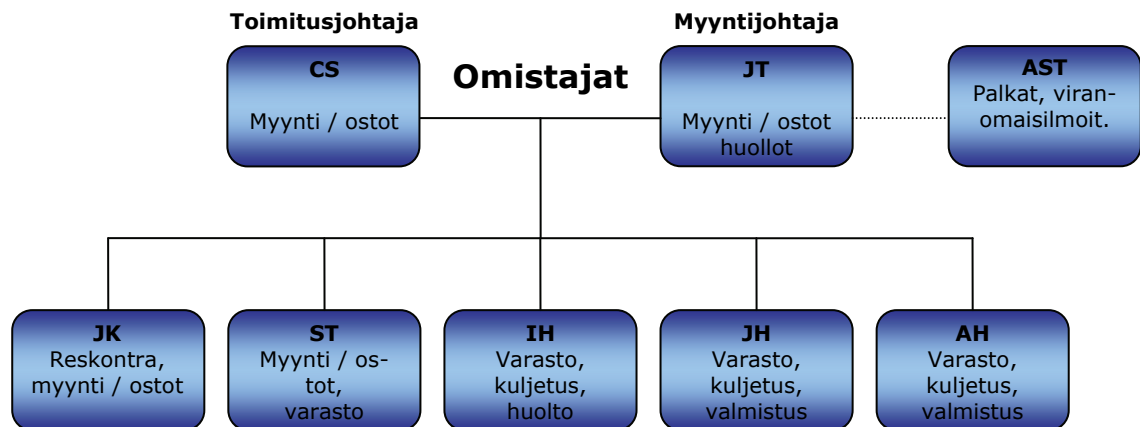 Toimitusjohtaja
Myyntijohtaja
CS
Myynti / ostot
Omistajat
JT
Myynti / ostot
huollot
AST
Palkat, viran-
omaisilmoit.
JK
Reskontra,
myynti / ostot
ST
Myynti / os-
tot,
varasto
IH
Varasto,
kuljetus,
huolto
JH
Varasto,
kuljetus,
valmistus
AH
Varasto,
kuljetus,
valmistus